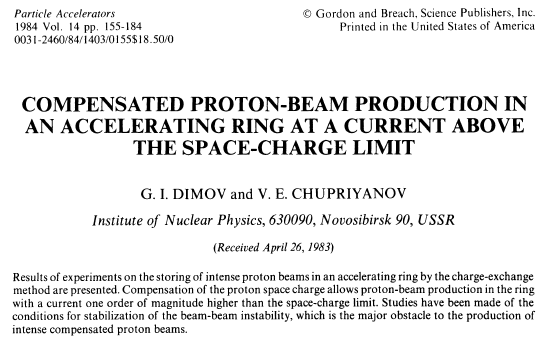 Particle Accelerators
1984 Vol. 14 pp. 155-184
0031-2460/84/1403/0155$18.50/0
© Gordon and Breach, Science Publishers, Inc.
Printed in the United States of America
COMPENSATED PROTON-BEAM PRODUCTION IN
AN ACCELERATING RING AT A CURRENT ABOVE
THE SPACE-CHARGE LIMIT
G. I. DIMOV and V. E. CHUPRIYANOV
Institute of Nuclear Physics, 630090, Novosibirsk 90, USSR
(Received April 26, 1983)
Results of experiments on the storing of intense proton beams in an accelerating ring by the charge-exchange
method are presented. Compensation of the proton space charge allows proton-beam production in the ring
with a current one order of magnitude higher than the space-charge limit. Studies have been made of the
conditions for stabilization of the beam-beam instability, which is the major obstacle to the production of
intense compensated proton beams.